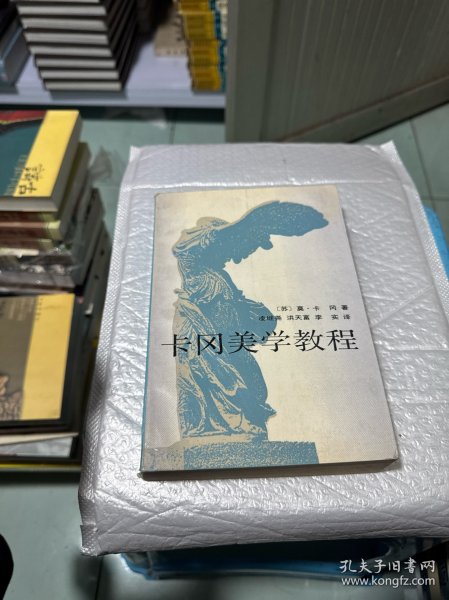 〔苏〕莫·卡冈 著
凌继尧 洪天富 李实 译
卡冈美学教程
孔夫子旧书网
www.kongfz.com